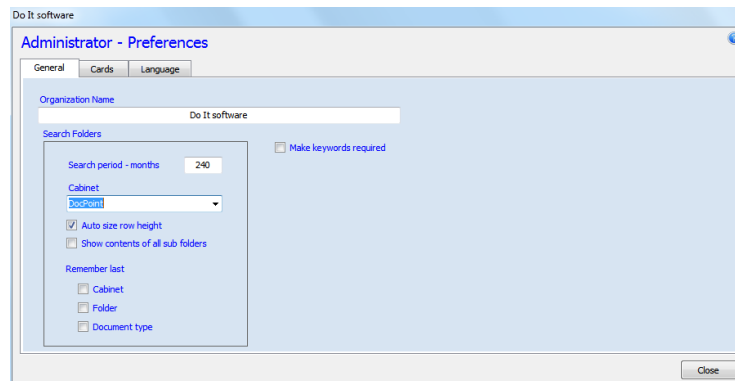 Do It software
Administrator - Preferences
General Cards Language
Organization Name
Do It software
Search Folders
Make keywords required
Search period - months 240
Cabinet
DocPoint
Auto size row height
Show contents of all sub folders
Remember last
Cabinet
Folder
Document type
Close